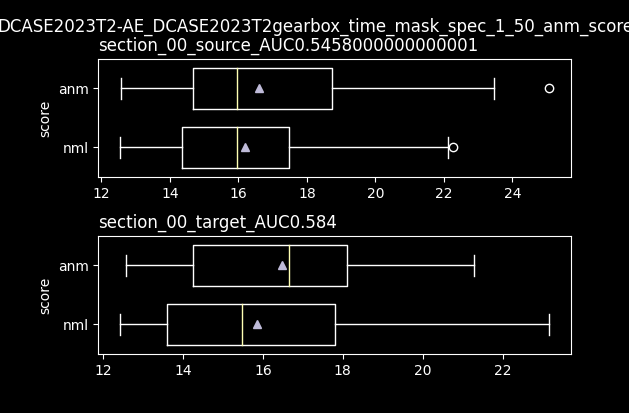 DCASE2023T2-AE_DCASE2023T2gearbox_time_mask_spec_1_50_anm_score
section_00_source_AUC0.5458000000000001
anm
nml
score
12 14 16 18 20 22 24
section_00_target_AUC0.584
anm
nml
score
12 14 16 18 20 22